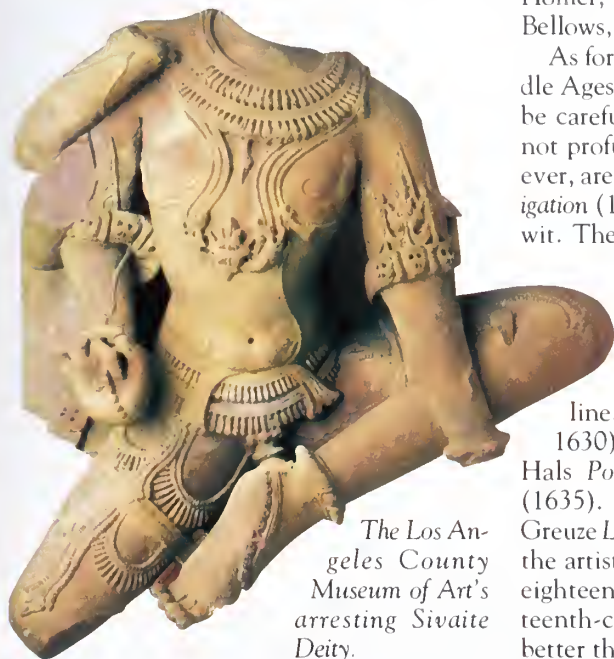 Homer,
Bellows,
As for
dle Ages
be carefu
not profu
ever, are
igation (1
wit. The
line
1630)
Hals Po
(1635).
Greuze L
the artist
eighteen
teenth-c
better th
The Los An-
geles County
Museum of Art's
arresting Sivaite
Deity.